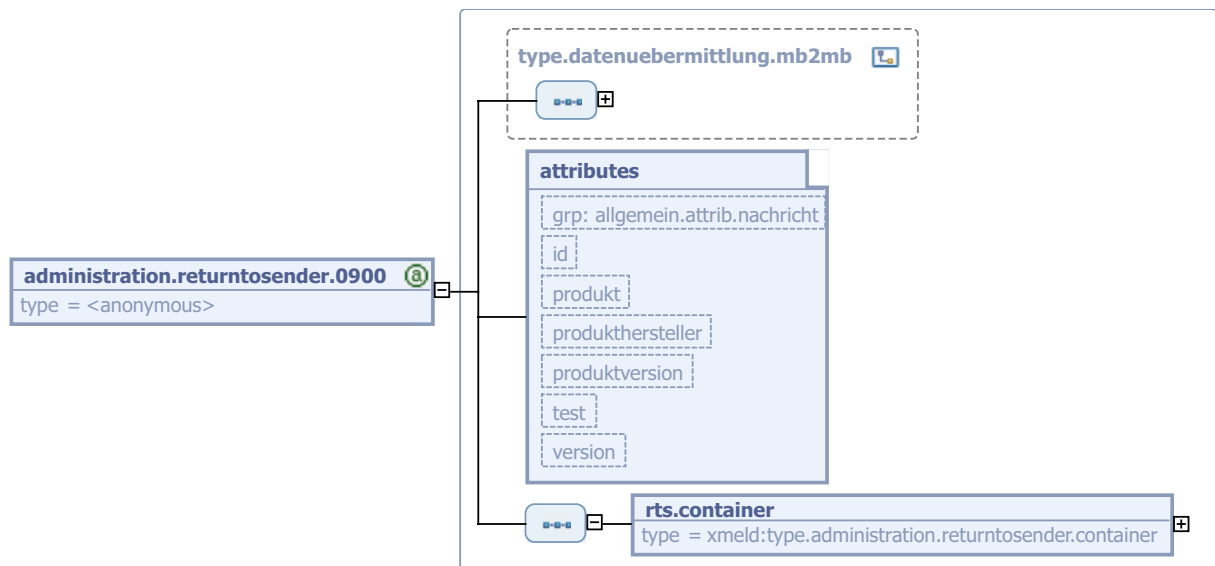 type.datenuebermittlung.mb2mb
attributes
grp: allgemein.attrib.nachricht
id
produkt
produkthersteller
produktversion
test
version
administration.returntosender.0900 a
type = <anonymous>
rts.container
type = xmeld:type.administration.returntosender.container